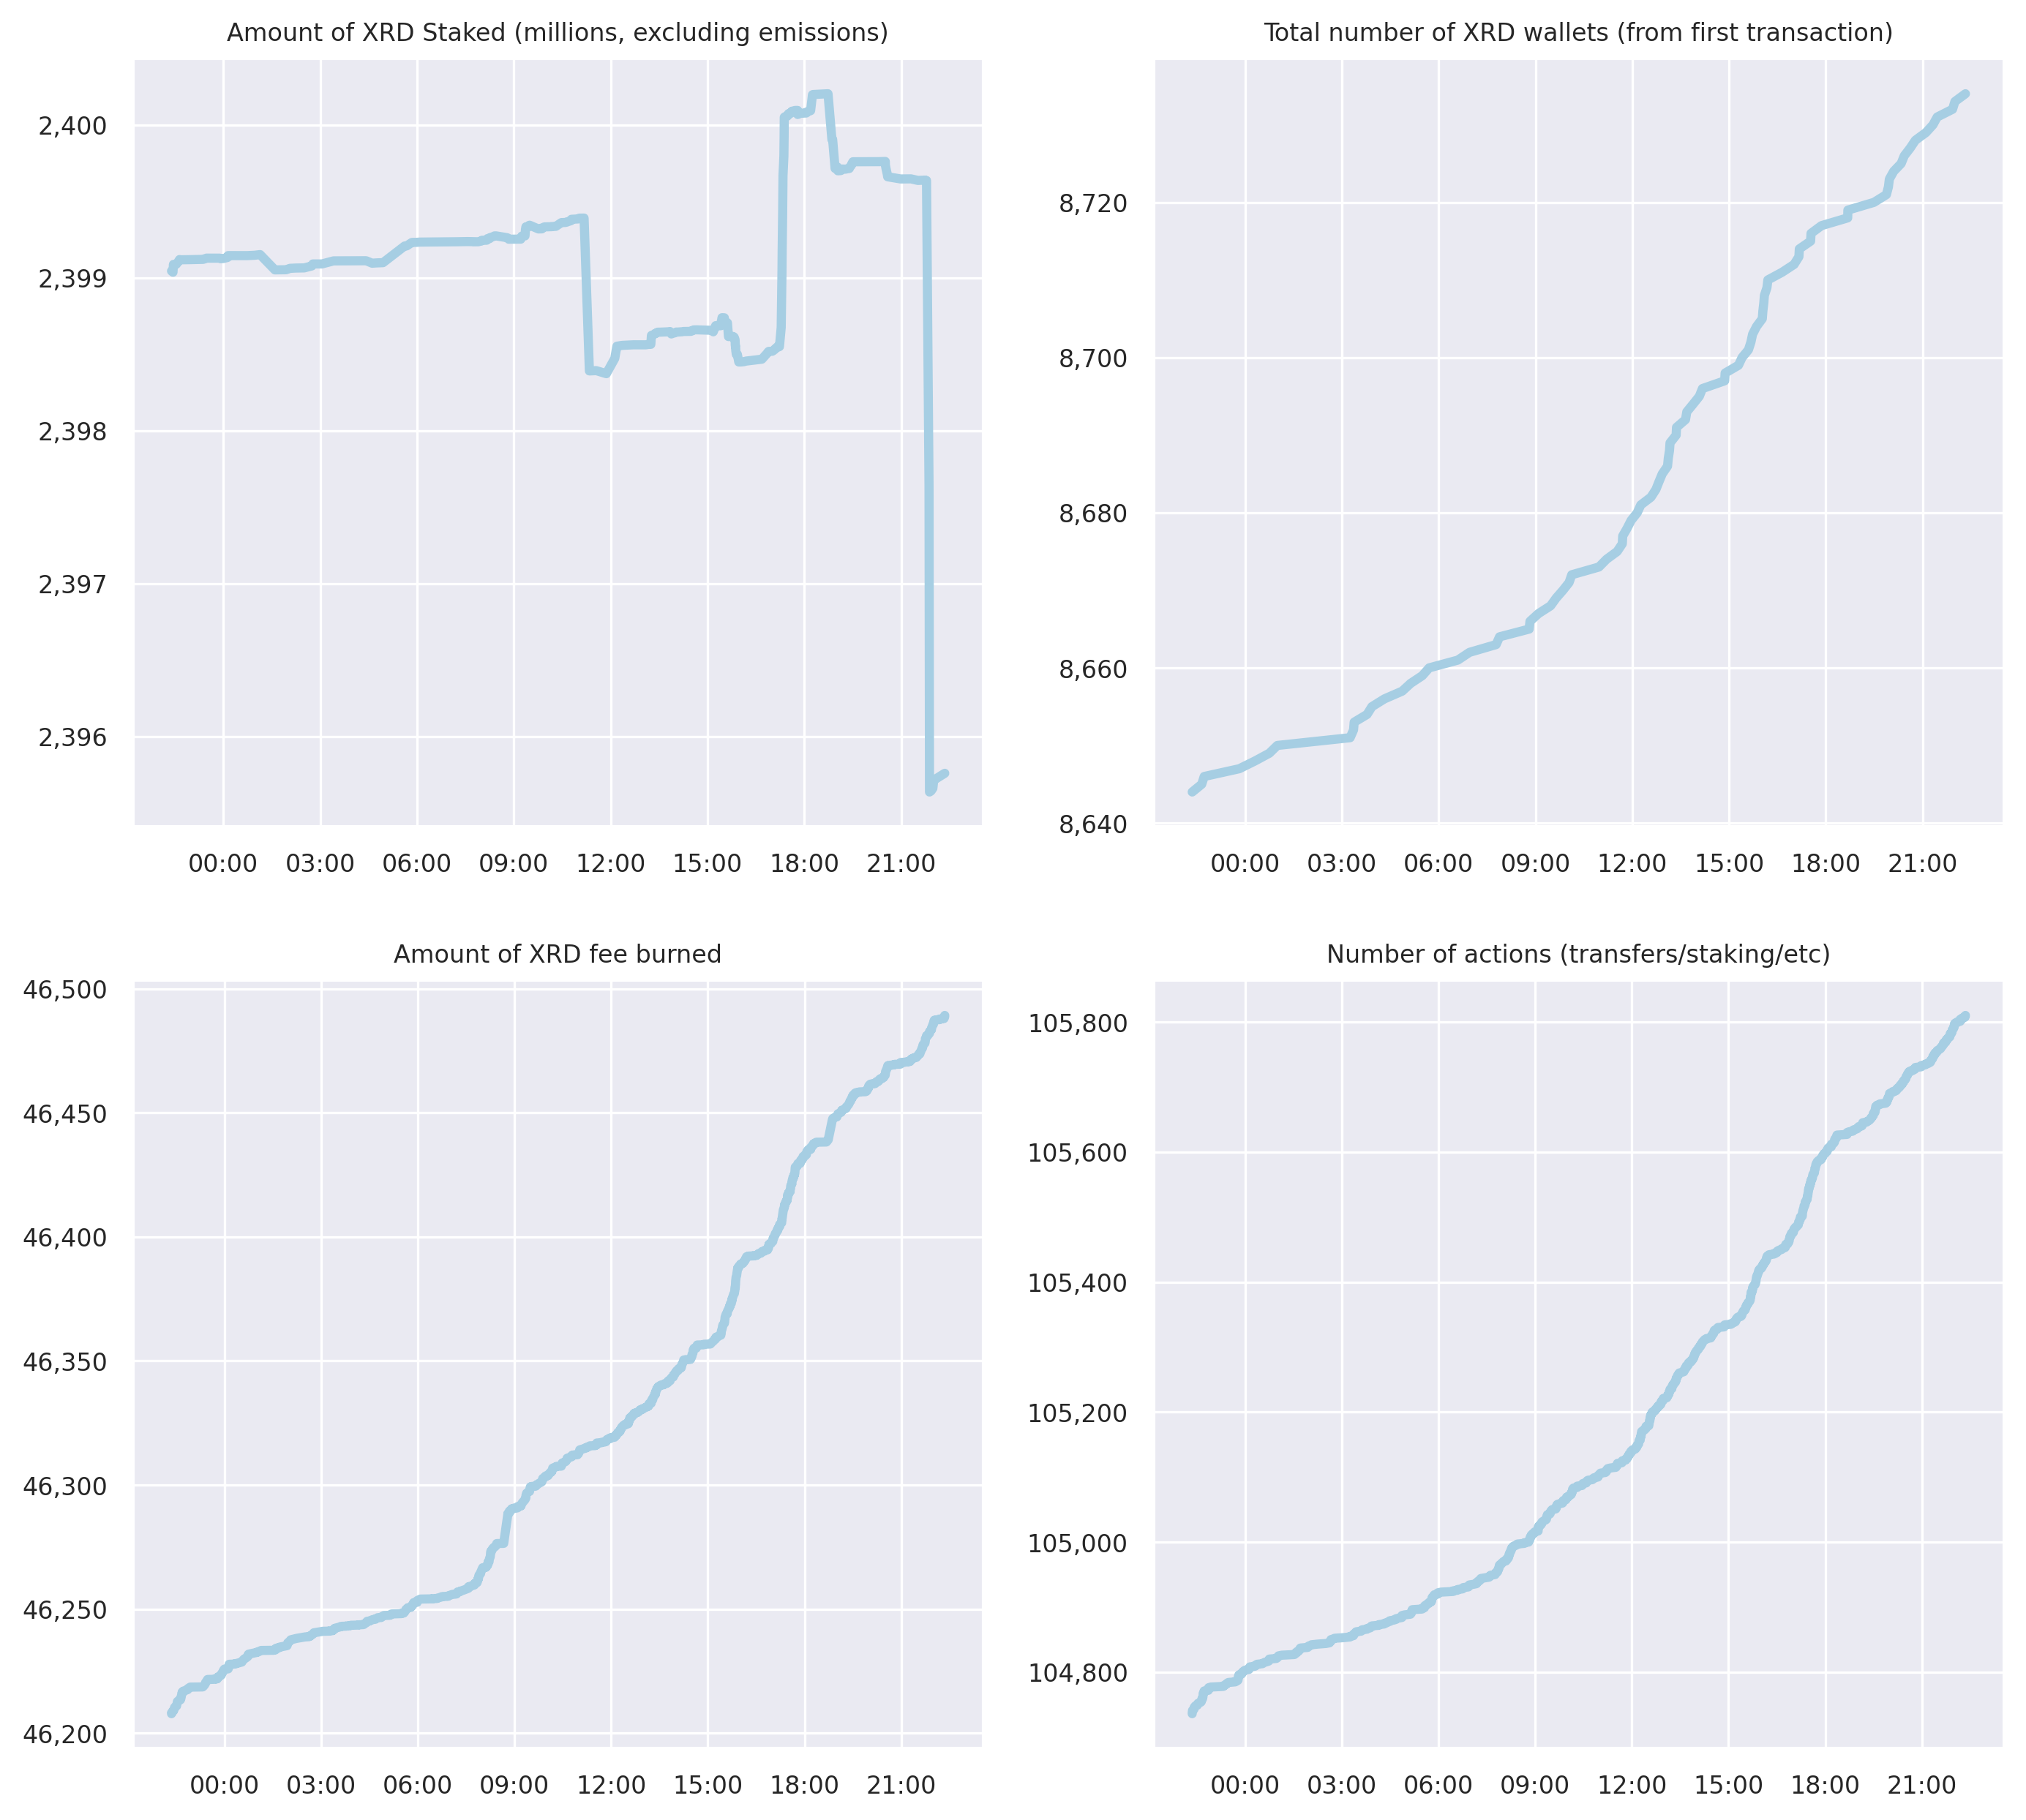 Amount of XRD Staked (millions, excluding emissions)
2,400
2,399
2,398
2,397
2,396
00:00 03:00 06:00 09:00 12:00 15:00 18:00 21:00
Total number of XRD wallets (from first transaction)
8,720
8,700
8,680
8,660
8,640
00:00 03:00 06:00 09:00 12:00 15:00 18:00 21:00
Amount of XRD fee burned
46,500
46,450
46,400
46,350
46,300
46,250
46,200
00:00 03:00 06:00 09:00 12:00 15:00 18:00 21:00
Number of actions (transfers/staking/etc)
105,800
105,600
105,400
105,200
105,000
104,800
00:00 03:00 06:00 09:00 12:00 15:00 18:00 21:00